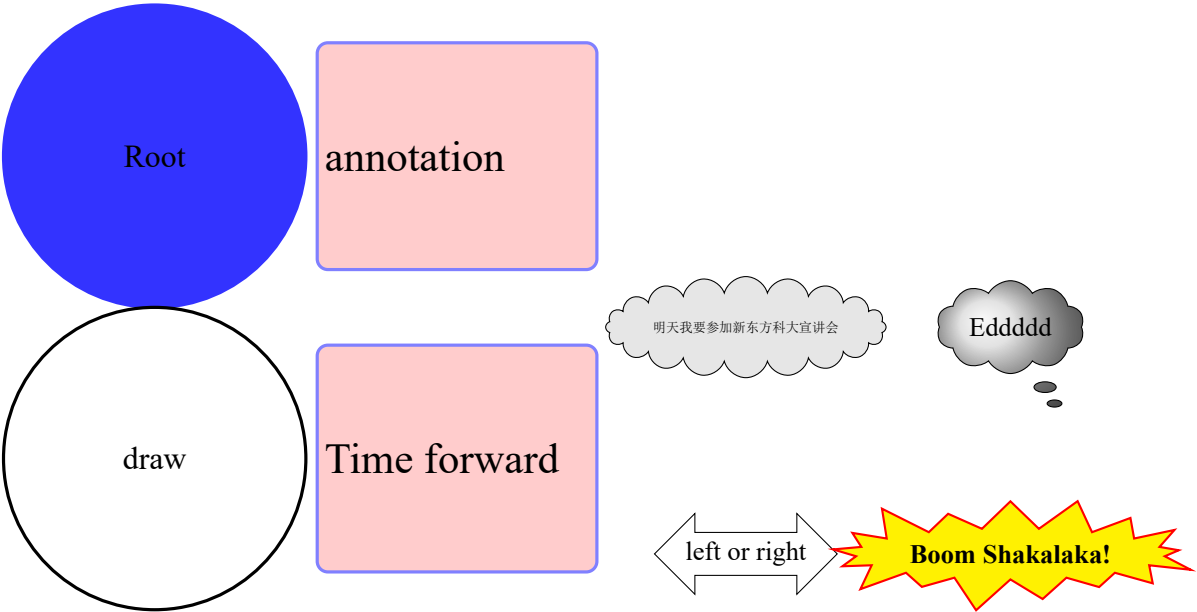 Root
annotation
明天我要参加新东方科大宣讲会
Eddddd
draw
Time forward
left or right
Boom Shakalaka!